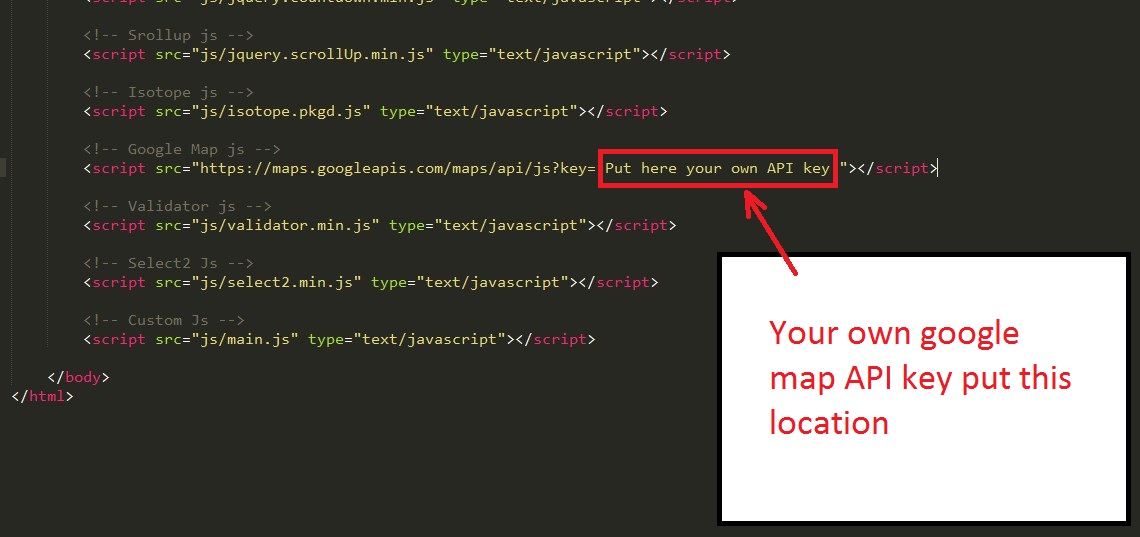 <script src="js/jquery.countdown.min.js" type="text/javascript"></script>
<!-- Srollup js -->
<script src="js/jquery.scrollUp.min.js" type="text/javascript"></script>
<!-- Isotope js -->
<script src="js/isotope.pkgd.js" type="text/javascript"></script>
<!-- Google Map js -->
<script src="https://maps.googleapis.com/maps/api/js?key= Put here your own API key "></script>
<!-- Validator js -->
<script src="js/validator.min.js" type="text/javascript"></script>
<!-- Select2 Js -->
<script src="js/select2.min.js" type="text/javascript"></script>
<!-- Custom Js -->
<script src="js/main.js" type="text/javascript"></script>
</body>
</html>
Your own google
map API key put this
location